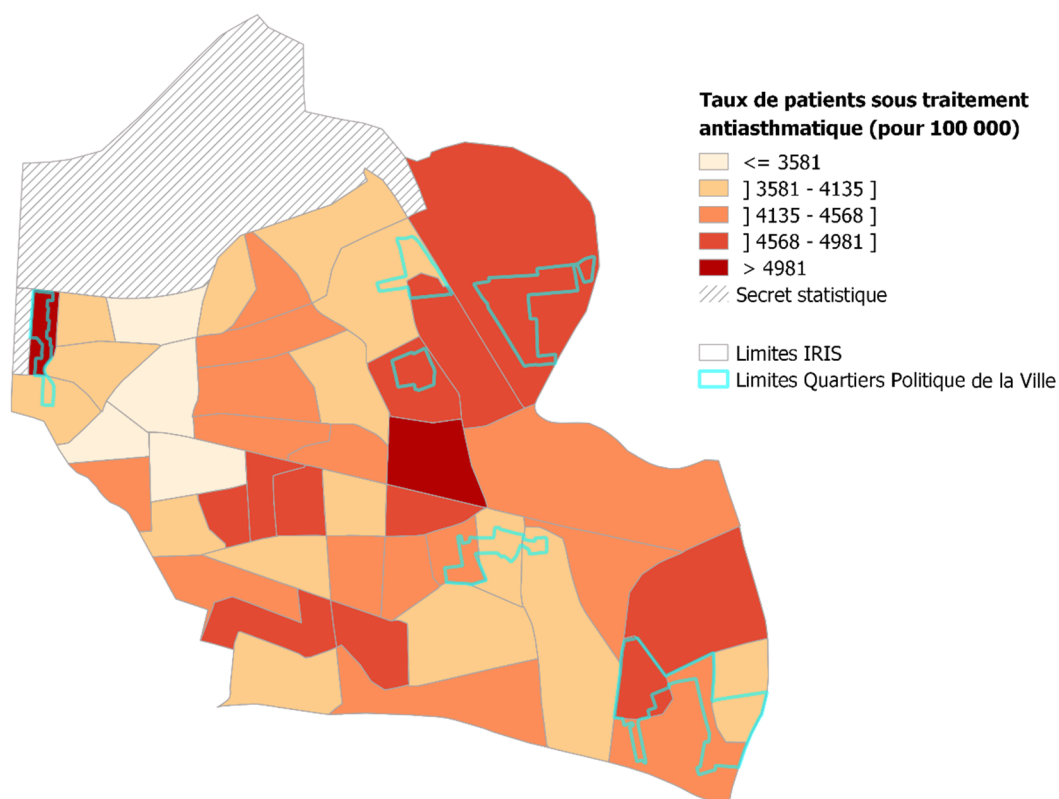 Taux de patients sous traitement
antiasthmatique (pour 100 000)
<= 3581
] 3581 - 4135 ]
] 4135 - 4568 ]
] 4568 - 4981 ]
> 4981
Secret statistique
Limites IRIS
Limites Quartiers Politique de la Ville